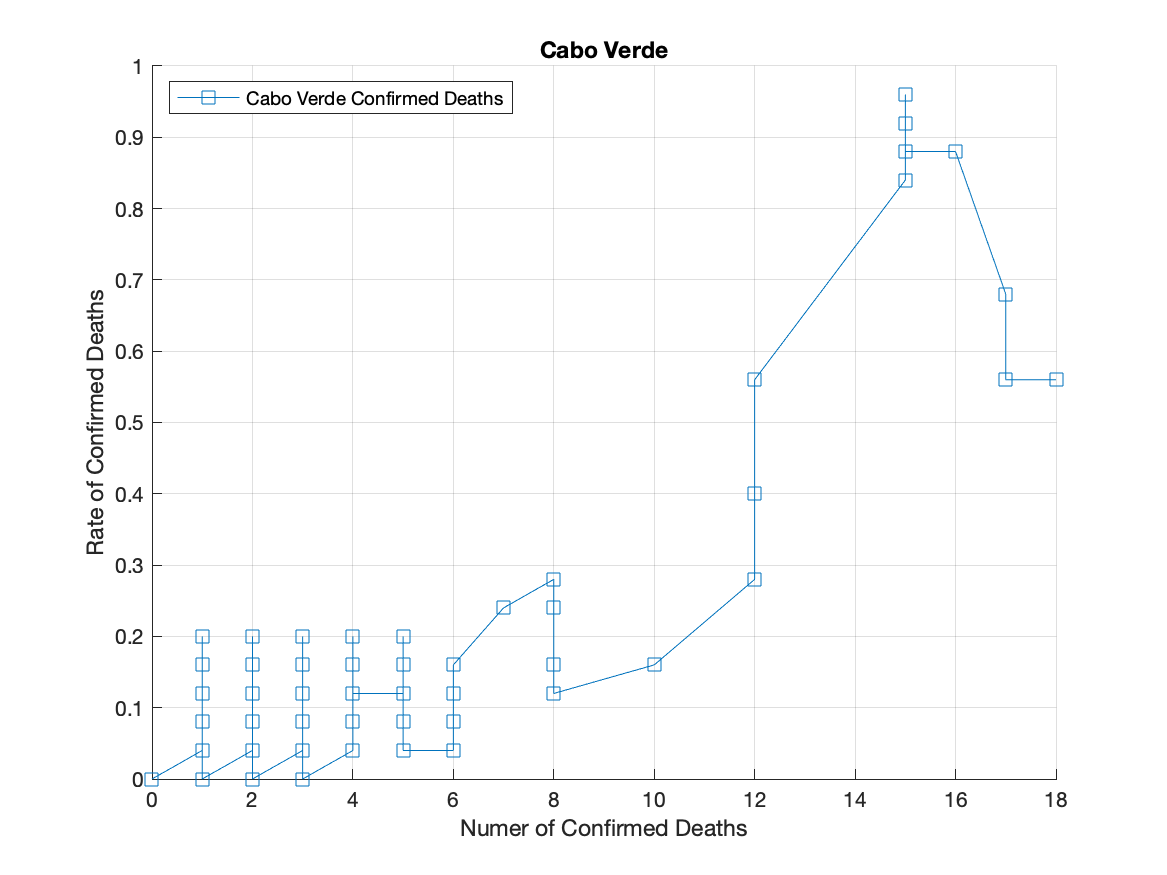 Cabo Verde
Cabo Verde Confirmed Deaths
1
0.9
0.8
0.7
0.6
0.5
0.4
0.3
0.2
0.1
0
Rate of Confirmed Deaths
0 2 4 6 8 10 12 14 16 18
Numer of Confirmed Deaths